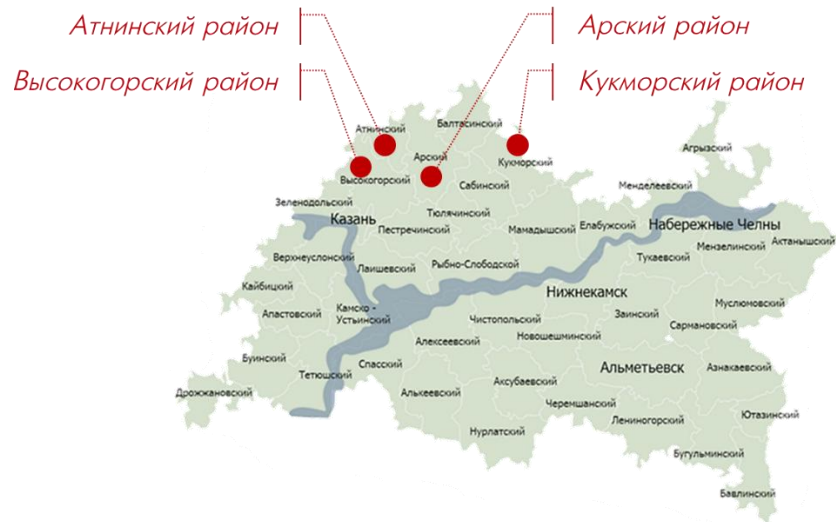 Атнинский район
Арский район
Высокогорский район
Кукморский район
Балтасинский
Атнинский
Агрызский
Арский
Кукморский
Высокогорский
Сабинский
Менделеевский
Зеленодольский
Казань
Тюлячинский
Пестречинский
Мамадышский
Елабужский
Набережные Челны
Мензелинский
Актанышский
Верхнеуслонский
Лаишевский
Рыбно-Слободской
Тукаевский
Кайбицкий
Нижнекамск
Апастовский
Камско -
Устьинский
Чистопольский
Заинский
Муслюмовский
Сармановский
Новошешминский
Алексеевский
Буинский
Тетюшский
Спасский
Альметьевск
Азнакаевский
Дрожжановский
Алькеевский
Аксубаевский
Черемшанский
Лениногорский
Ютазинский
Нурлатский
Бугульминский
Бавлинский